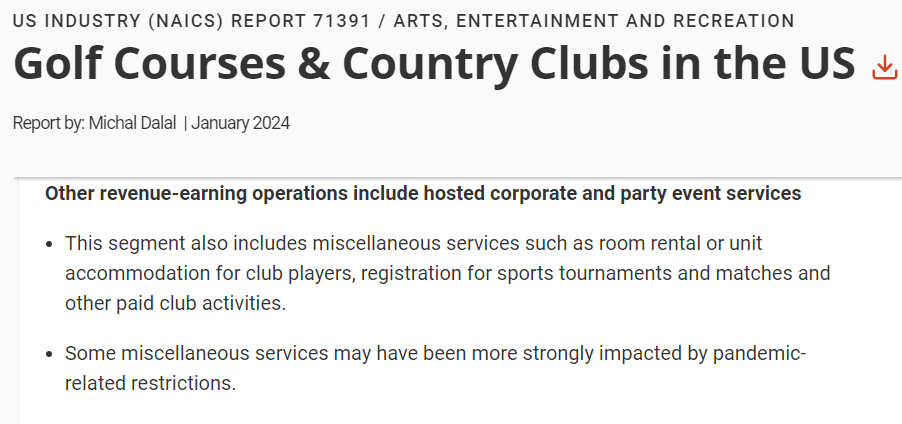 US INDUSTRY (NAICS) REPORT 71391 / ARTS, ENTERTAINMENT AND RECREATION
Golf Courses & Country Clubs in the US
Report by: Michal Dalal | January 2024
Other revenue-earning operations include hosted corporate and party event services
• This segment also includes miscellaneous services such as room rental or unit
accommodation for club players, registration for sports tournaments and matches and
other paid club activities.
• Some miscellaneous services may have been more strongly impacted by pandemic-
related restrictions.